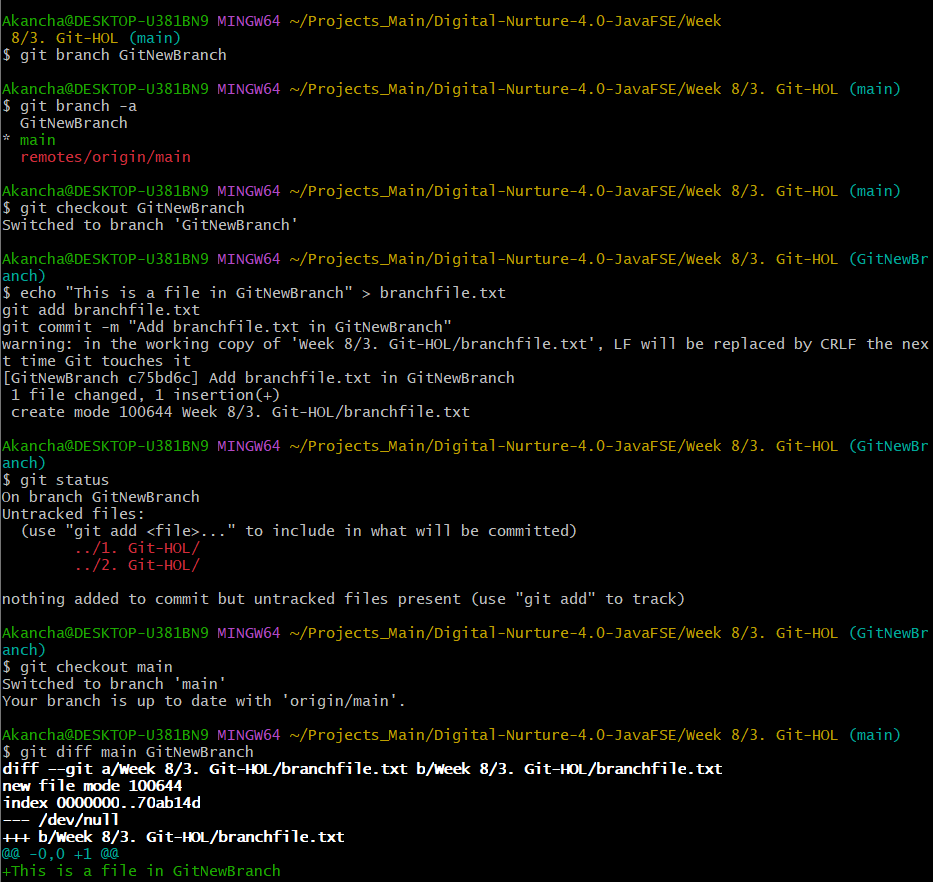 Akancha@DESKTOP-U381BN9 MINGW64 ~/Projects_Main/Digital-Nurture-4.0-JavaFSE/Week
 8/3. Git-HOL (main)
$ git branch GitNewBranch

Akancha@DESKTOP-U381BN9 MINGW64 ~/Projects_Main/Digital-Nurture-4.0-JavaFSE/Week 8/3. Git-HOL (main)
$ git branch -a
  GitNewBranch
* main
  remotes/origin/main

Akancha@DESKTOP-U381BN9 MINGW64 ~/Projects_Main/Digital-Nurture-4.0-JavaFSE/Week 8/3. Git-HOL (main)
$ git checkout GitNewBranch
Switched to branch 'GitNewBranch'

Akancha@DESKTOP-U381BN9 MINGW64 ~/Projects_Main/Digital-Nurture-4.0-JavaFSE/Week 8/3. Git-HOL (GitNewBr
anch)
$ echo "This is a file in GitNewBranch" > branchfile.txt
git add branchfile.txt
git commit -m "Add branchfile.txt in GitNewBranch"
warning: in the working copy of 'Week 8/3. Git-HOL/branchfile.txt', LF will be replaced by CRLF the nex
t time Git touches it
[GitNewBranch c75bd6c] Add branchfile.txt in GitNewBranch
 1 file changed, 1 insertion(+)
 create mode 100644 Week 8/3. Git-HOL/branchfile.txt

Akancha@DESKTOP-U381BN9 MINGW64 ~/Projects_Main/Digital-Nurture-4.0-JavaFSE/Week 8/3. Git-HOL (GitNewBr
anch)
$ git status
On branch GitNewBranch
Untracked files:
  (use "git add <file>..." to include in what will be committed)
        ../1. Git-HOL/
        ../2. Git-HOL/

nothing added to commit but untracked files present (use "git add" to track)

Akancha@DESKTOP-U381BN9 MINGW64 ~/Projects_Main/Digital-Nurture-4.0-JavaFSE/Week 8/3. Git-HOL (GitNewBr
anch)
$ git checkout main
Switched to branch 'main'
Your branch is up to date with 'origin/main'.

Akancha@DESKTOP-U381BN9 MINGW64 ~/Projects_Main/Digital-Nurture-4.0-JavaFSE/Week 8/3. Git-HOL (main)
$ git diff main GitNewBranch
diff --git a/Week 8/3. Git-HOL/branchfile.txt b/Week 8/3. Git-HOL/branchfile.txt
new file mode 100644
index 0000000..70ab14d
--- /dev/null
+++ b/Week 8/3. Git-HOL/branchfile.txt
@@ -0,0 +1 @@
+This is a file in GitNewBranch